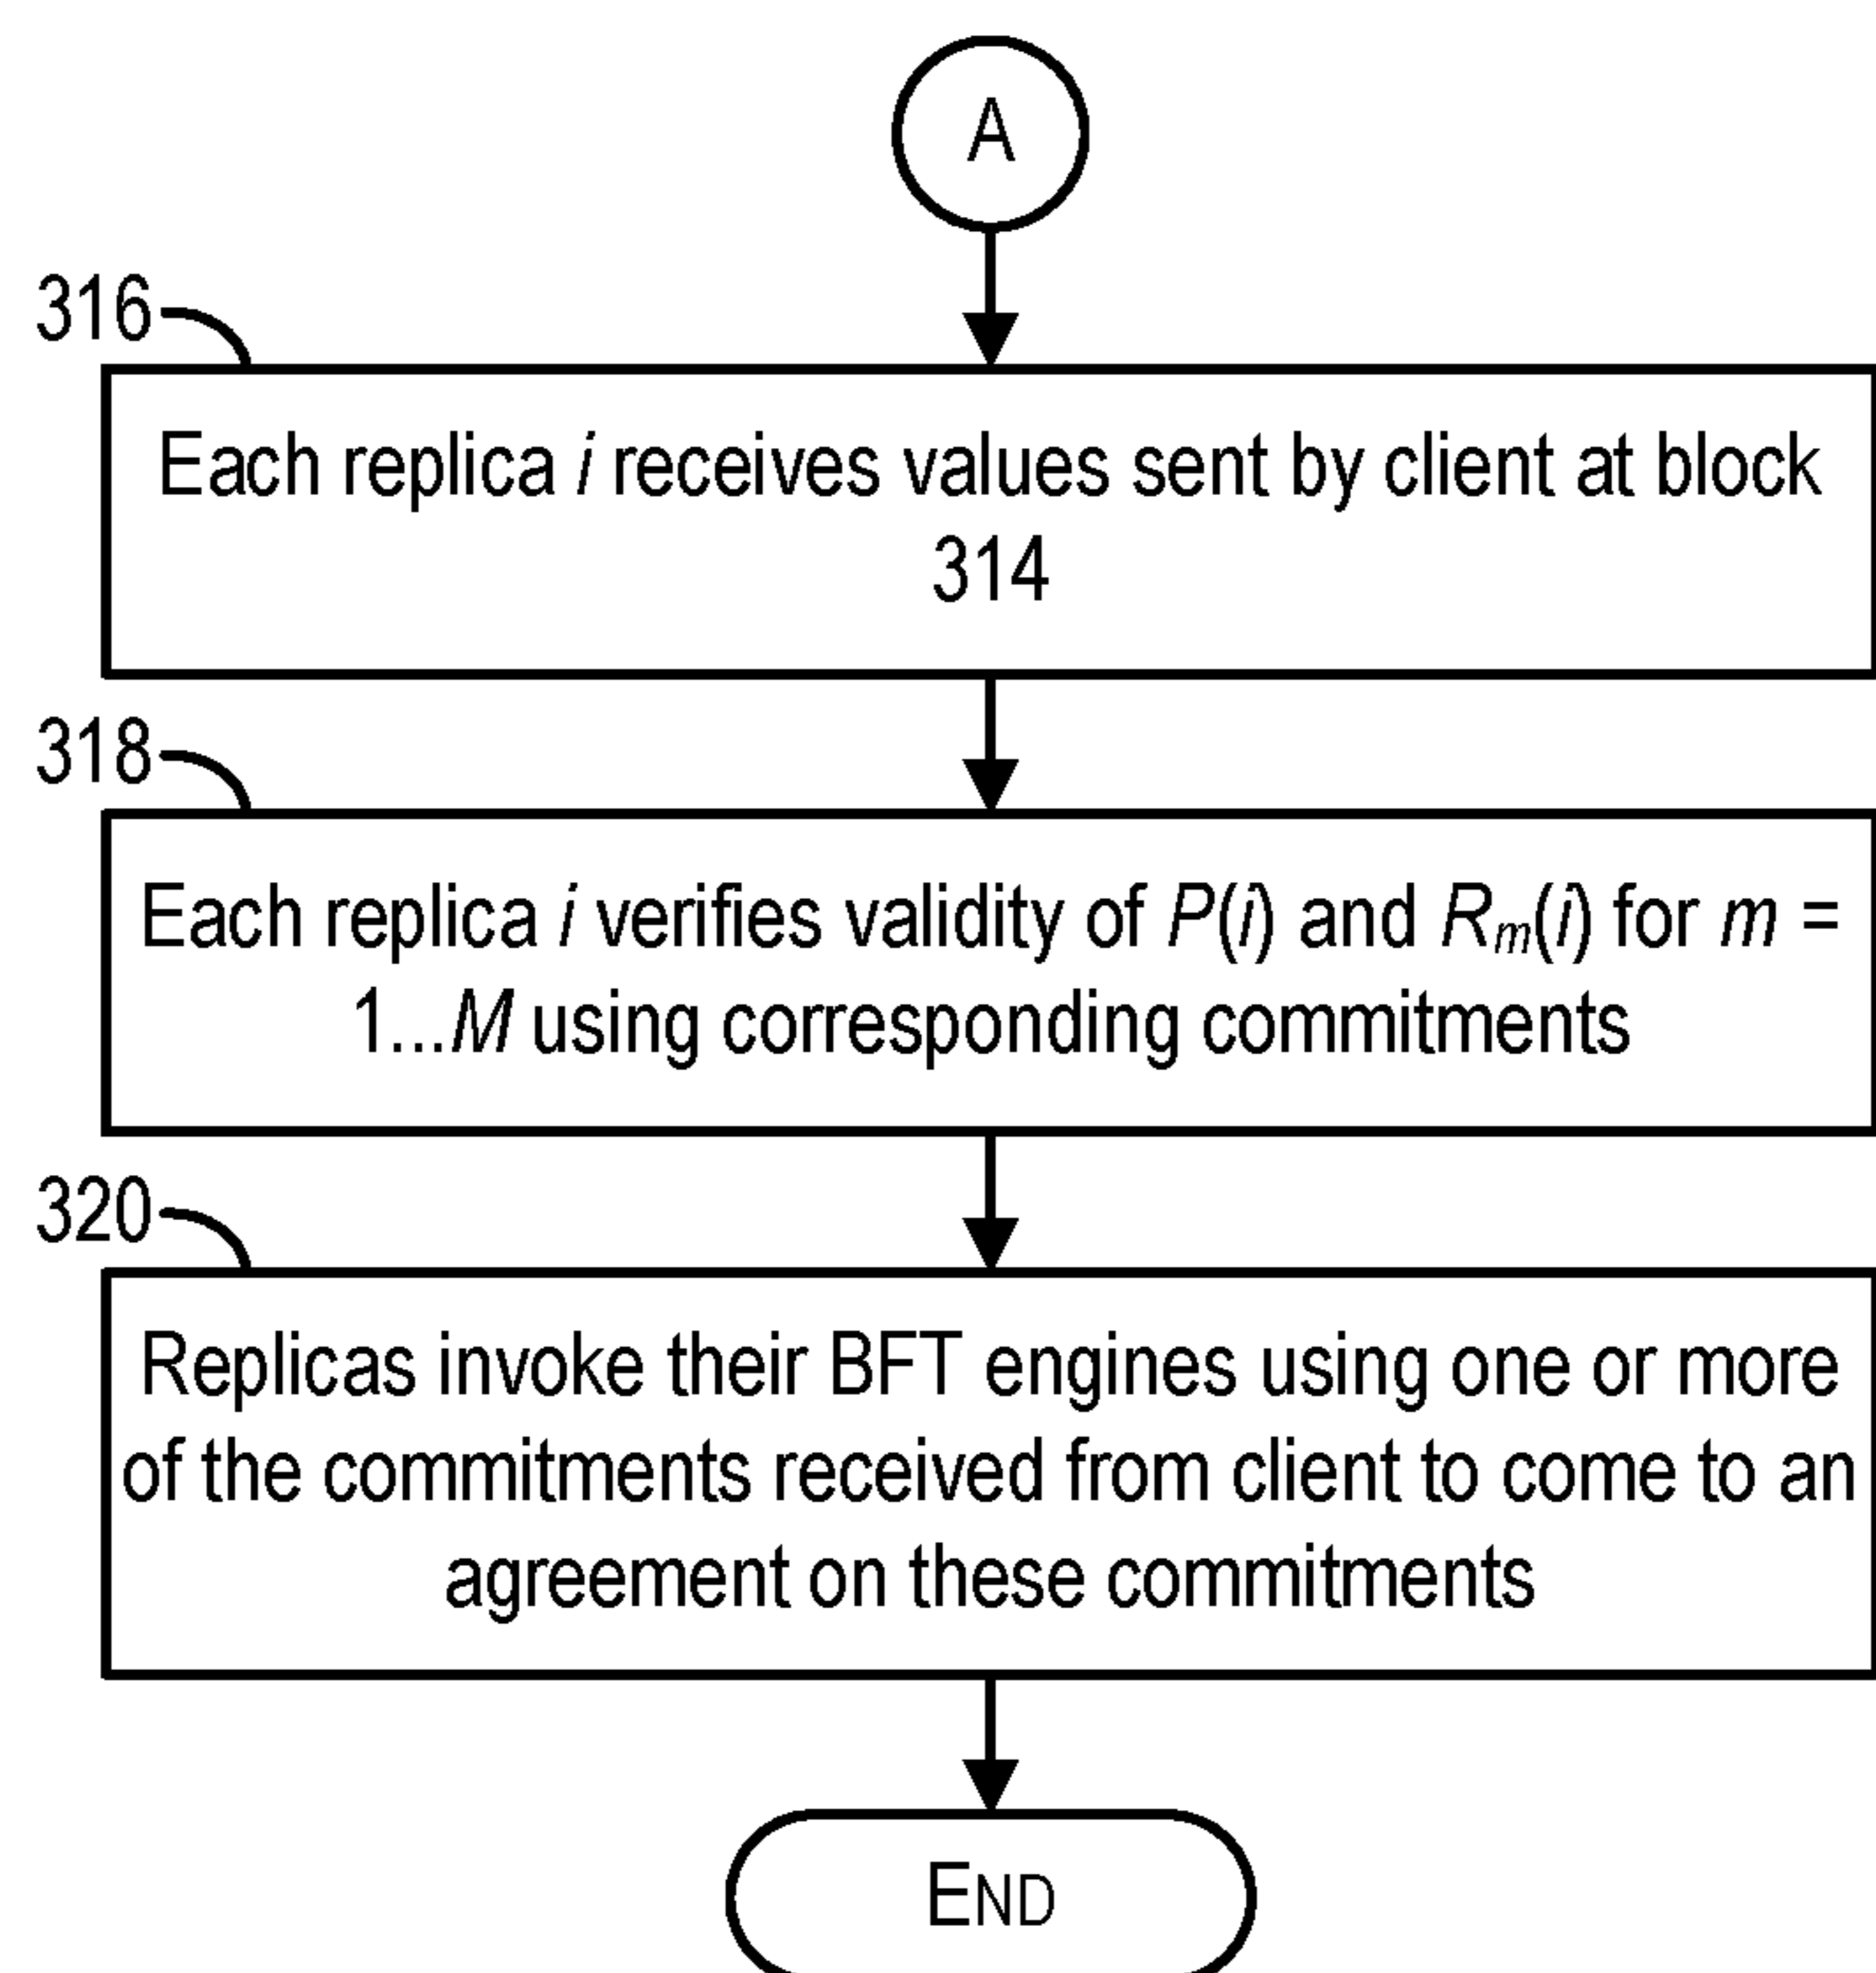 A
316
Each replica i receives values sent by client at block
314
318
Each replica i verifies validity of P(i) and Rₘ(i) for m =
1...M using corresponding commitments
320
Replicas invoke their BFT engines using one or more
of the commitments received from client to come to an
agreement on these commitments
END